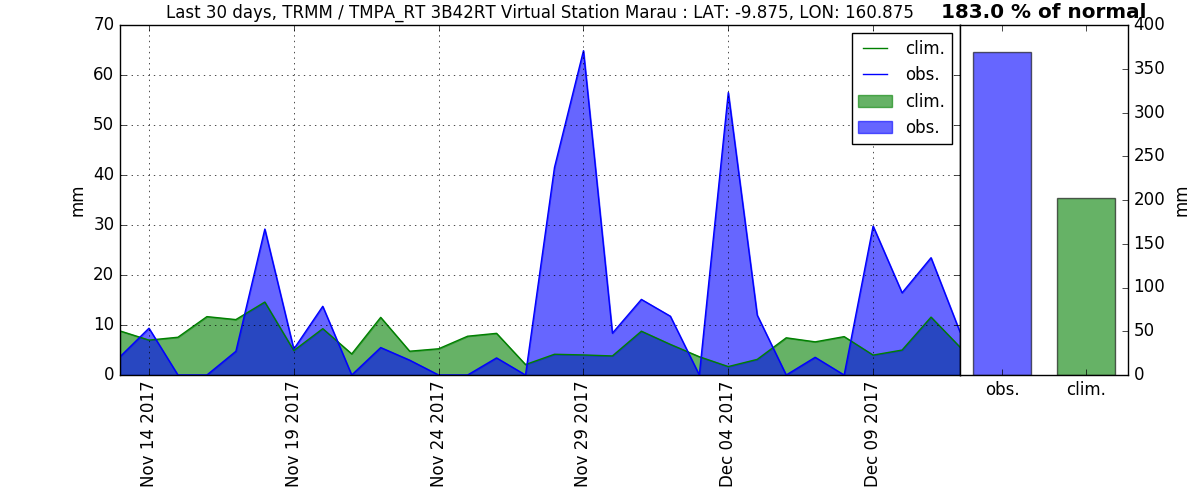 Last 30 days, TRMM / TMPA_RT 3B42RT Virtual Station Marau : LAT: -9.875, LON: 160.875
183.0 % of normal
70
60
50
40
30
20
10
0
mm
clim.
obs.
clim.
obs.
Nov 14 2017
Nov 19 2017
Nov 24 2017
Nov 29 2017
Dec 04 2017
Dec 09 2017
400
350
300
250
200
150
100
50
0
mm
obs.
clim.